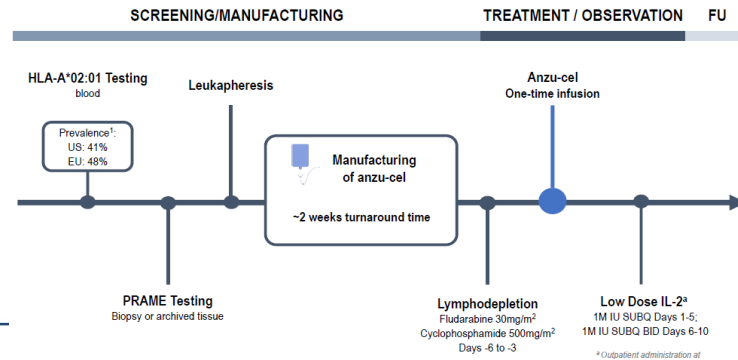 SCREENING/MANUFACTURING
TREATMENT / OBSERVATION
FU
HLA-A*02:01 Testing
blood
Prevalence¹:
US: 41%
EU: 48%
Leukapheresis
Anzu-cel
One-time infusion
Manufacturing
of anzu-cel
~2 weeks turnaround time
PRAME Testing
Biopsy or archived tissue
Lymphodepletion
Fludarabine 30mg/m²
Cyclophosphamide 500mg/m²
Days -6 to -3
Low Dose IL-2ª
1M IU SUBQ Days 1-5;
1M IU SUBQ BID Days 6-10
ª Outpatient administration at